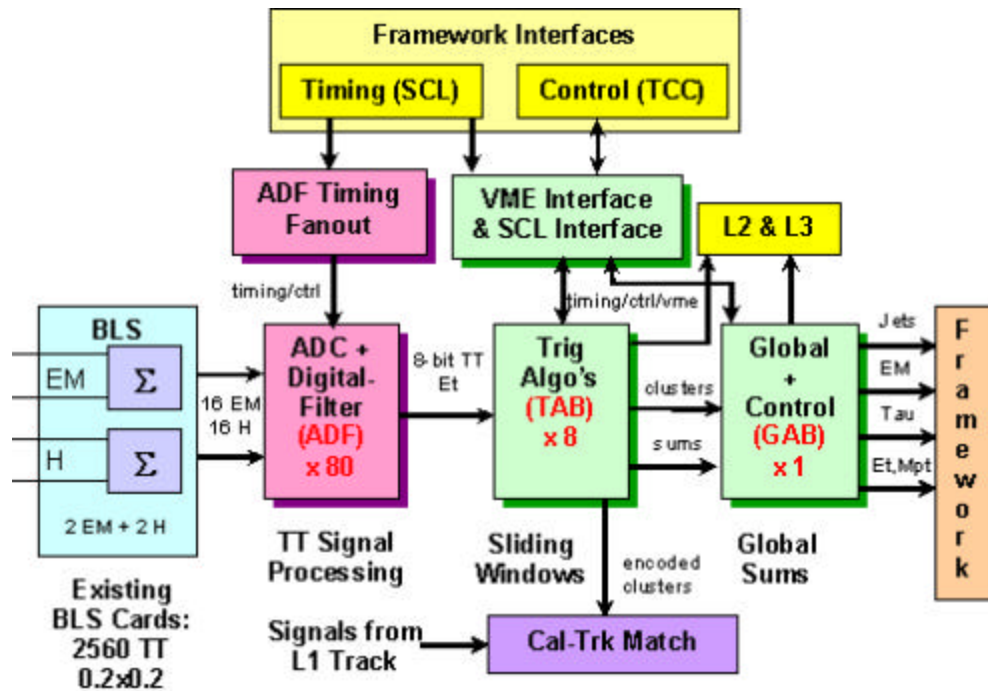 Framework Interfaces
Timing (SCL)
Control (TCC)
ADF Timing
Fanout
VME Interface
& SCL Interface
L2 & L3
timing/ctrl
timing/ctrl/vme
BLS
EM
Σ
H
Σ
2 EM + 2 H
16 EM
16 H
ADC +
Digital-
Filter
(ADF)
x 80
8-bit TT
Et
Trig
Algo's
(TAB)
x 8
clusters
sums
Global
+
Control
(GAB)
x 1
Jets
EM
Tau
Et,Mpt
Framework
TT Signal
Processing
Sliding
Windows
encoded
clusters
Global
Sums
Existing
BLS Cards:
2560 TT
0.2x0.2
Signals from
L1 Track
Cal-Trk Match